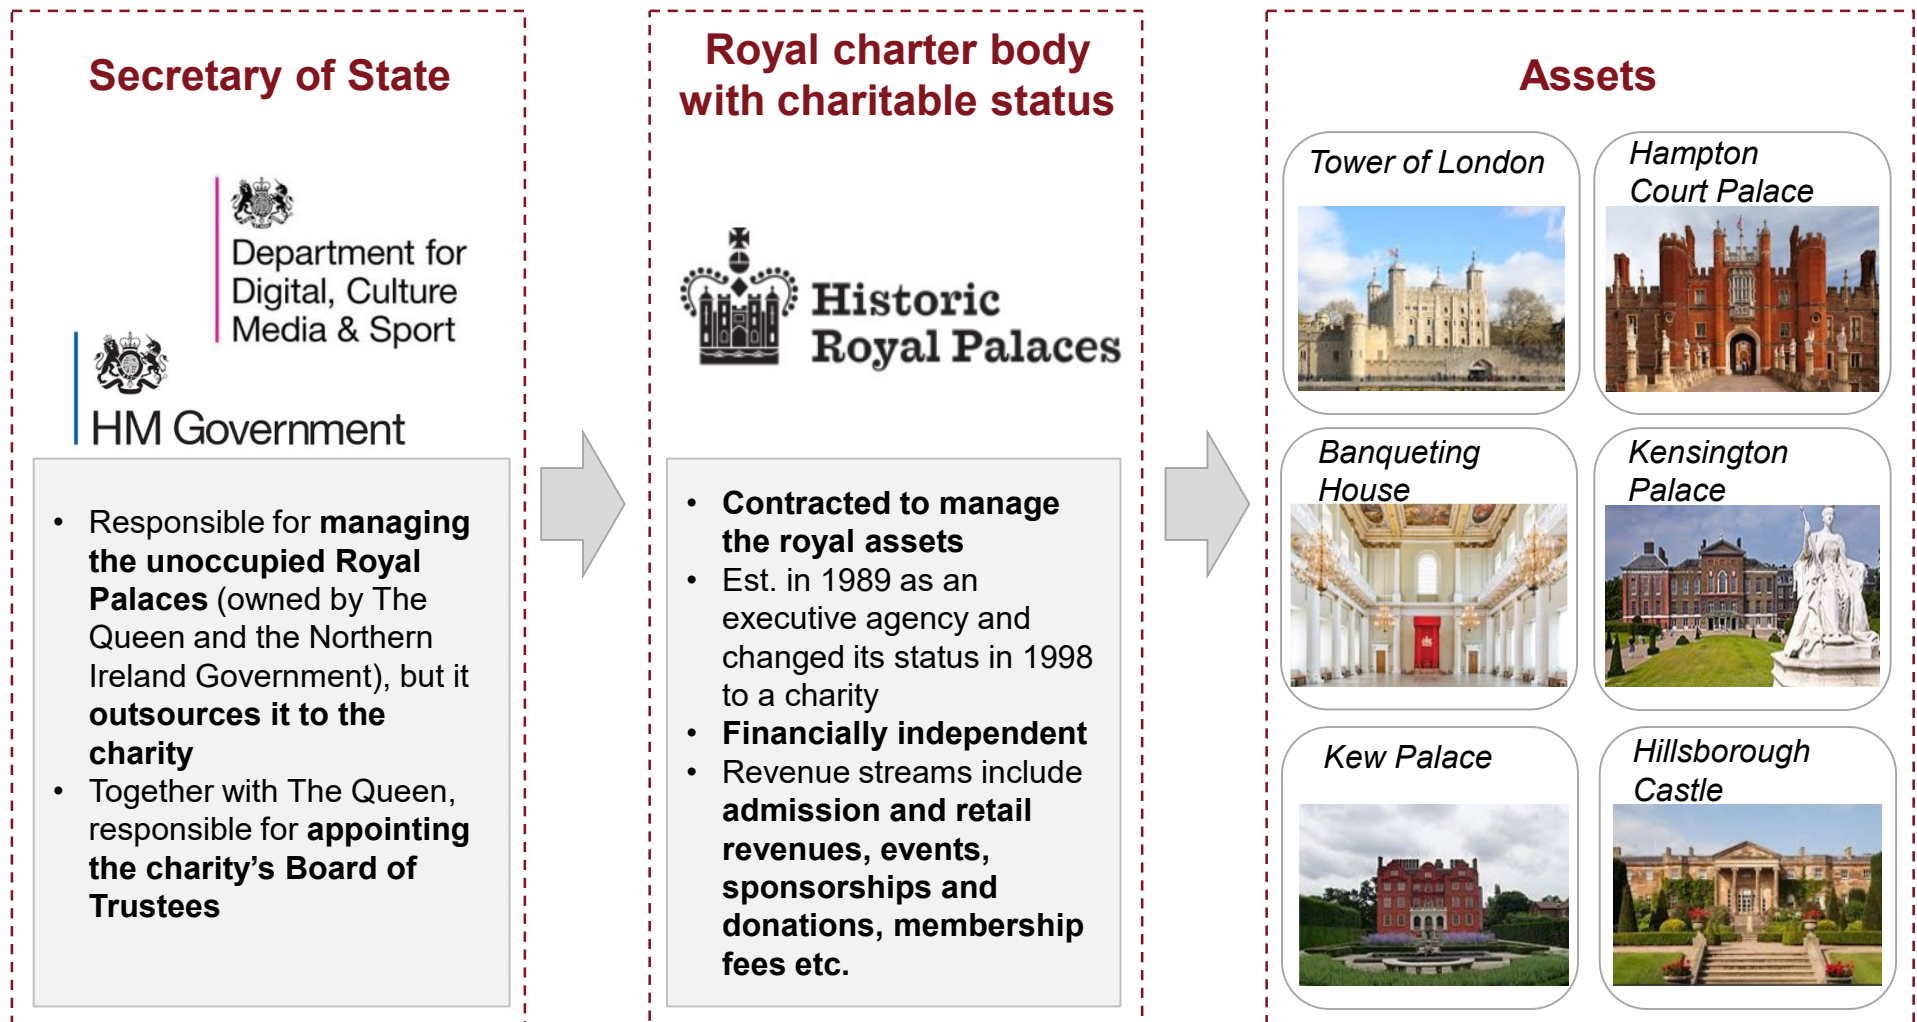 Secretary of State
Department for
Digital, Culture
Media & Sport
HM Government
• Responsible for managing
the unoccupied Royal
Palaces (owned by The
Queen and the Northern
Ireland Government), but it
outsources it to the
charity
• Together with The Queen,
responsible for appointing
the charity’s Board of
Trustees
Royal charter body
with charitable status
Historic
Royal Palaces
• Contracted to manage
the royal assets
• Est. in 1989 as an
executive agency and
changed its status in 1998
to a charity
• Financially independent
• Revenue streams include
admission and retail
revenues, events,
sponsorships and
donations, membership
fees etc.
Assets
Tower of London
Hampton
Court Palace
Banqueting
House
Kensington
Palace
Kew Palace
Hillsborough
Castle